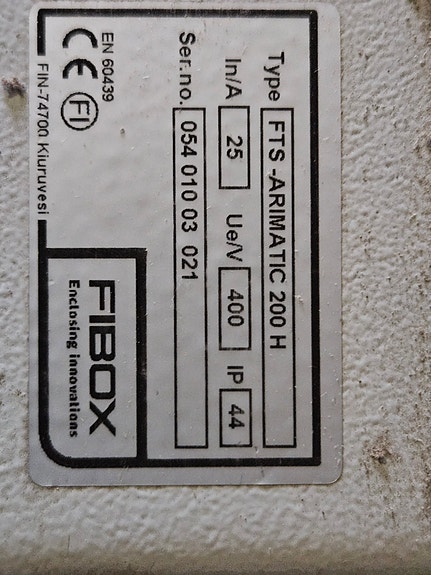 Type FTS -ARIMATIC 200 H
In/A 25 Ue/V 400 IP 44
Ser.no. 054 010 03 021
EN 60439
CE FI
FIN-74700 Kiuruvesi
FIBOX
Enclosing innovations